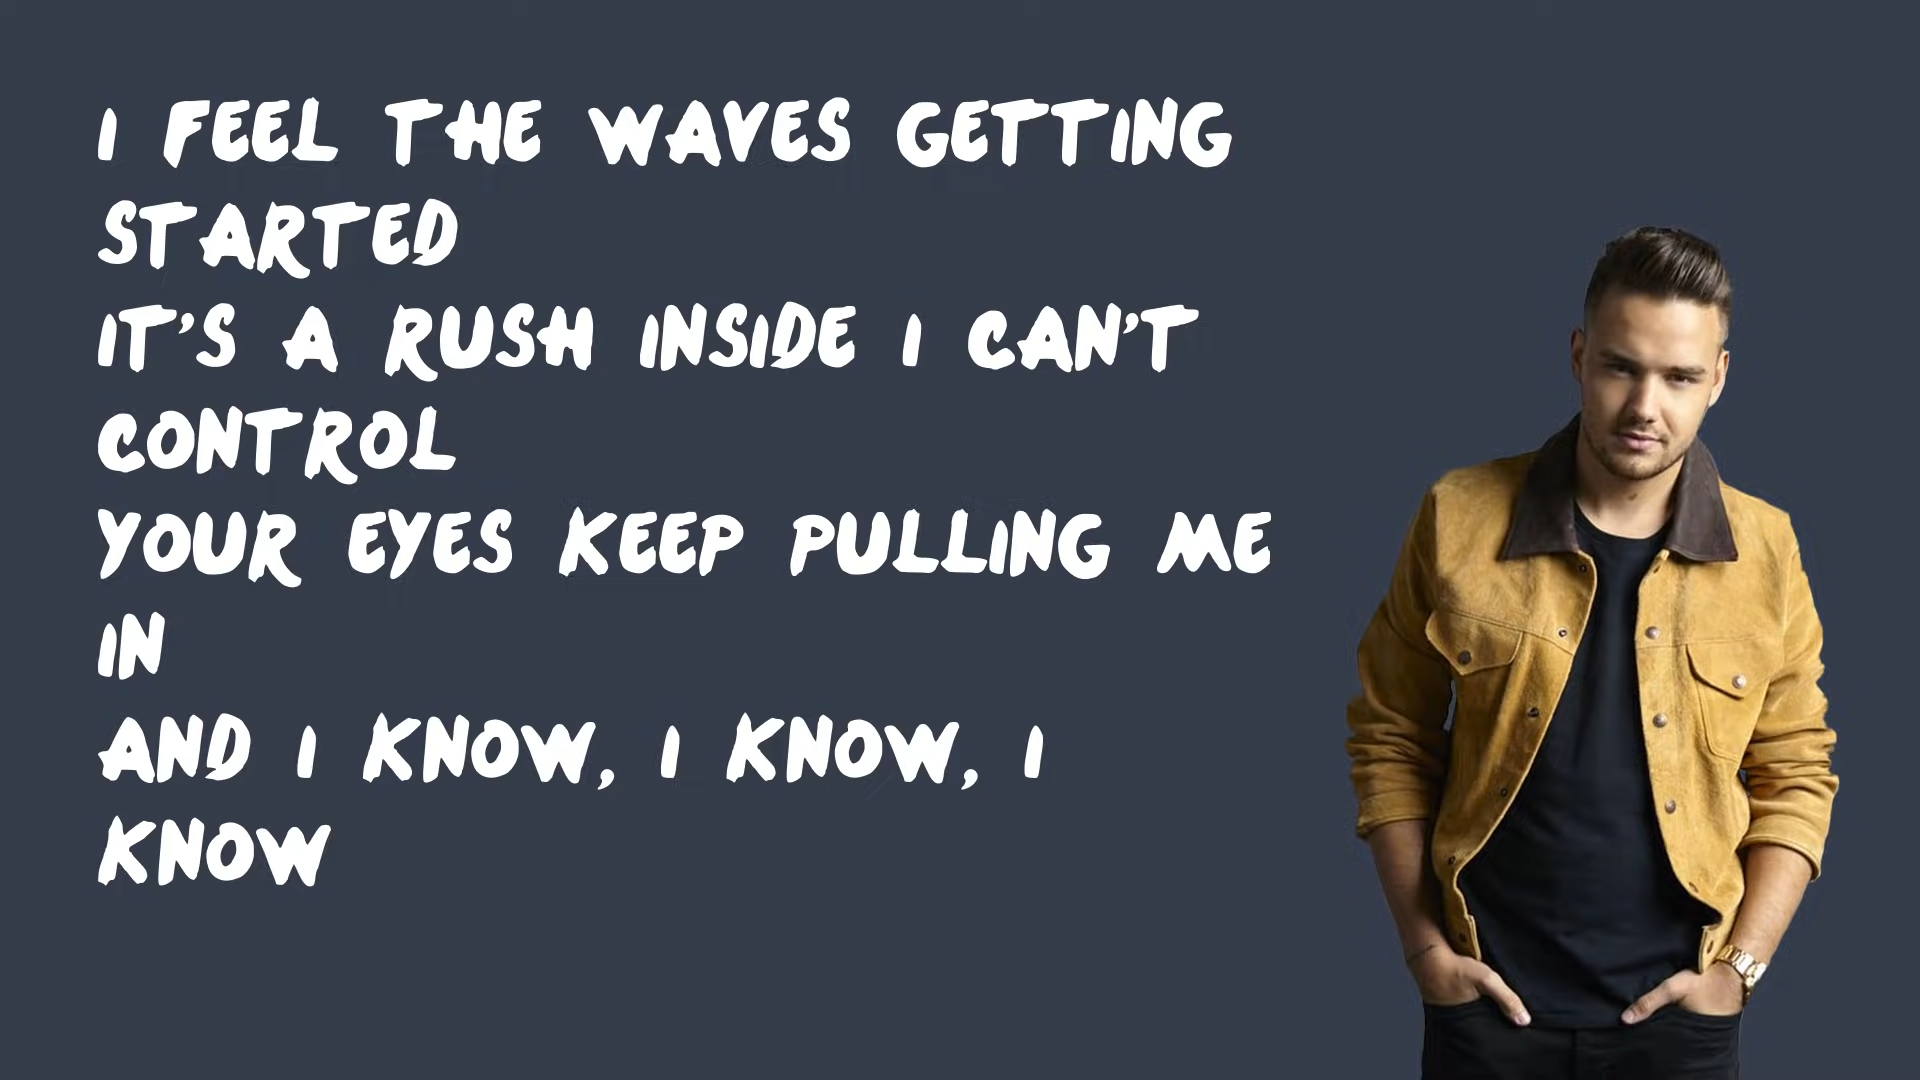 I FEEL THE WAVES GETTING
STARTED
IT'S A RUSH INSIDE I CAN'T
CONTROL
YOUR EYES KEEP PULLING ME
IN
AND I KNOW, I KNOW, I
KNOW